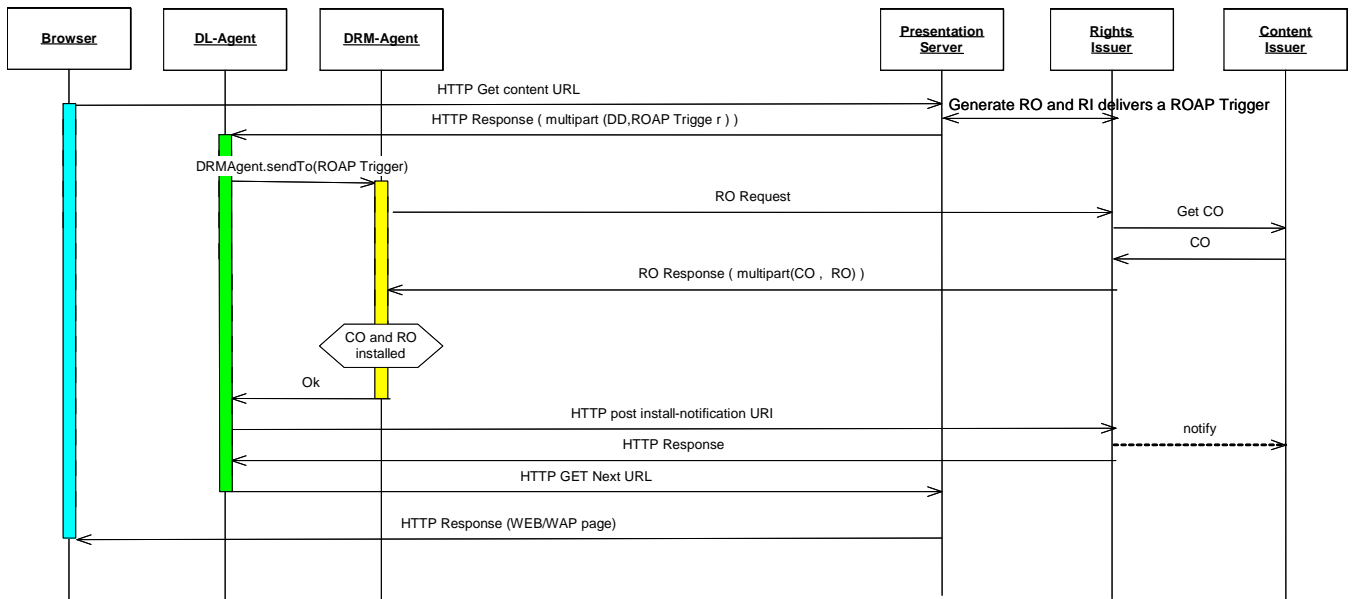 Browser
DL-Agent
DRM-Agent
Presentation
Server
Rights
Issuer
Content
Issuer
HTTP Get content URL
Generate RO and RI delivers a ROAP Trigger
HTTP Response ( multipart (DD,ROAP Trigge r ) )
DRMAgent.sendTo(ROAP Trigger)
RO Request
Get CO
CO
RO Response ( multipart(CO , RO) )
CO and RO
installed
Ok
HTTP post install-notification URI
notify
HTTP Response
HTTP GET Next URL
HTTP Response (WEB/WAP page)